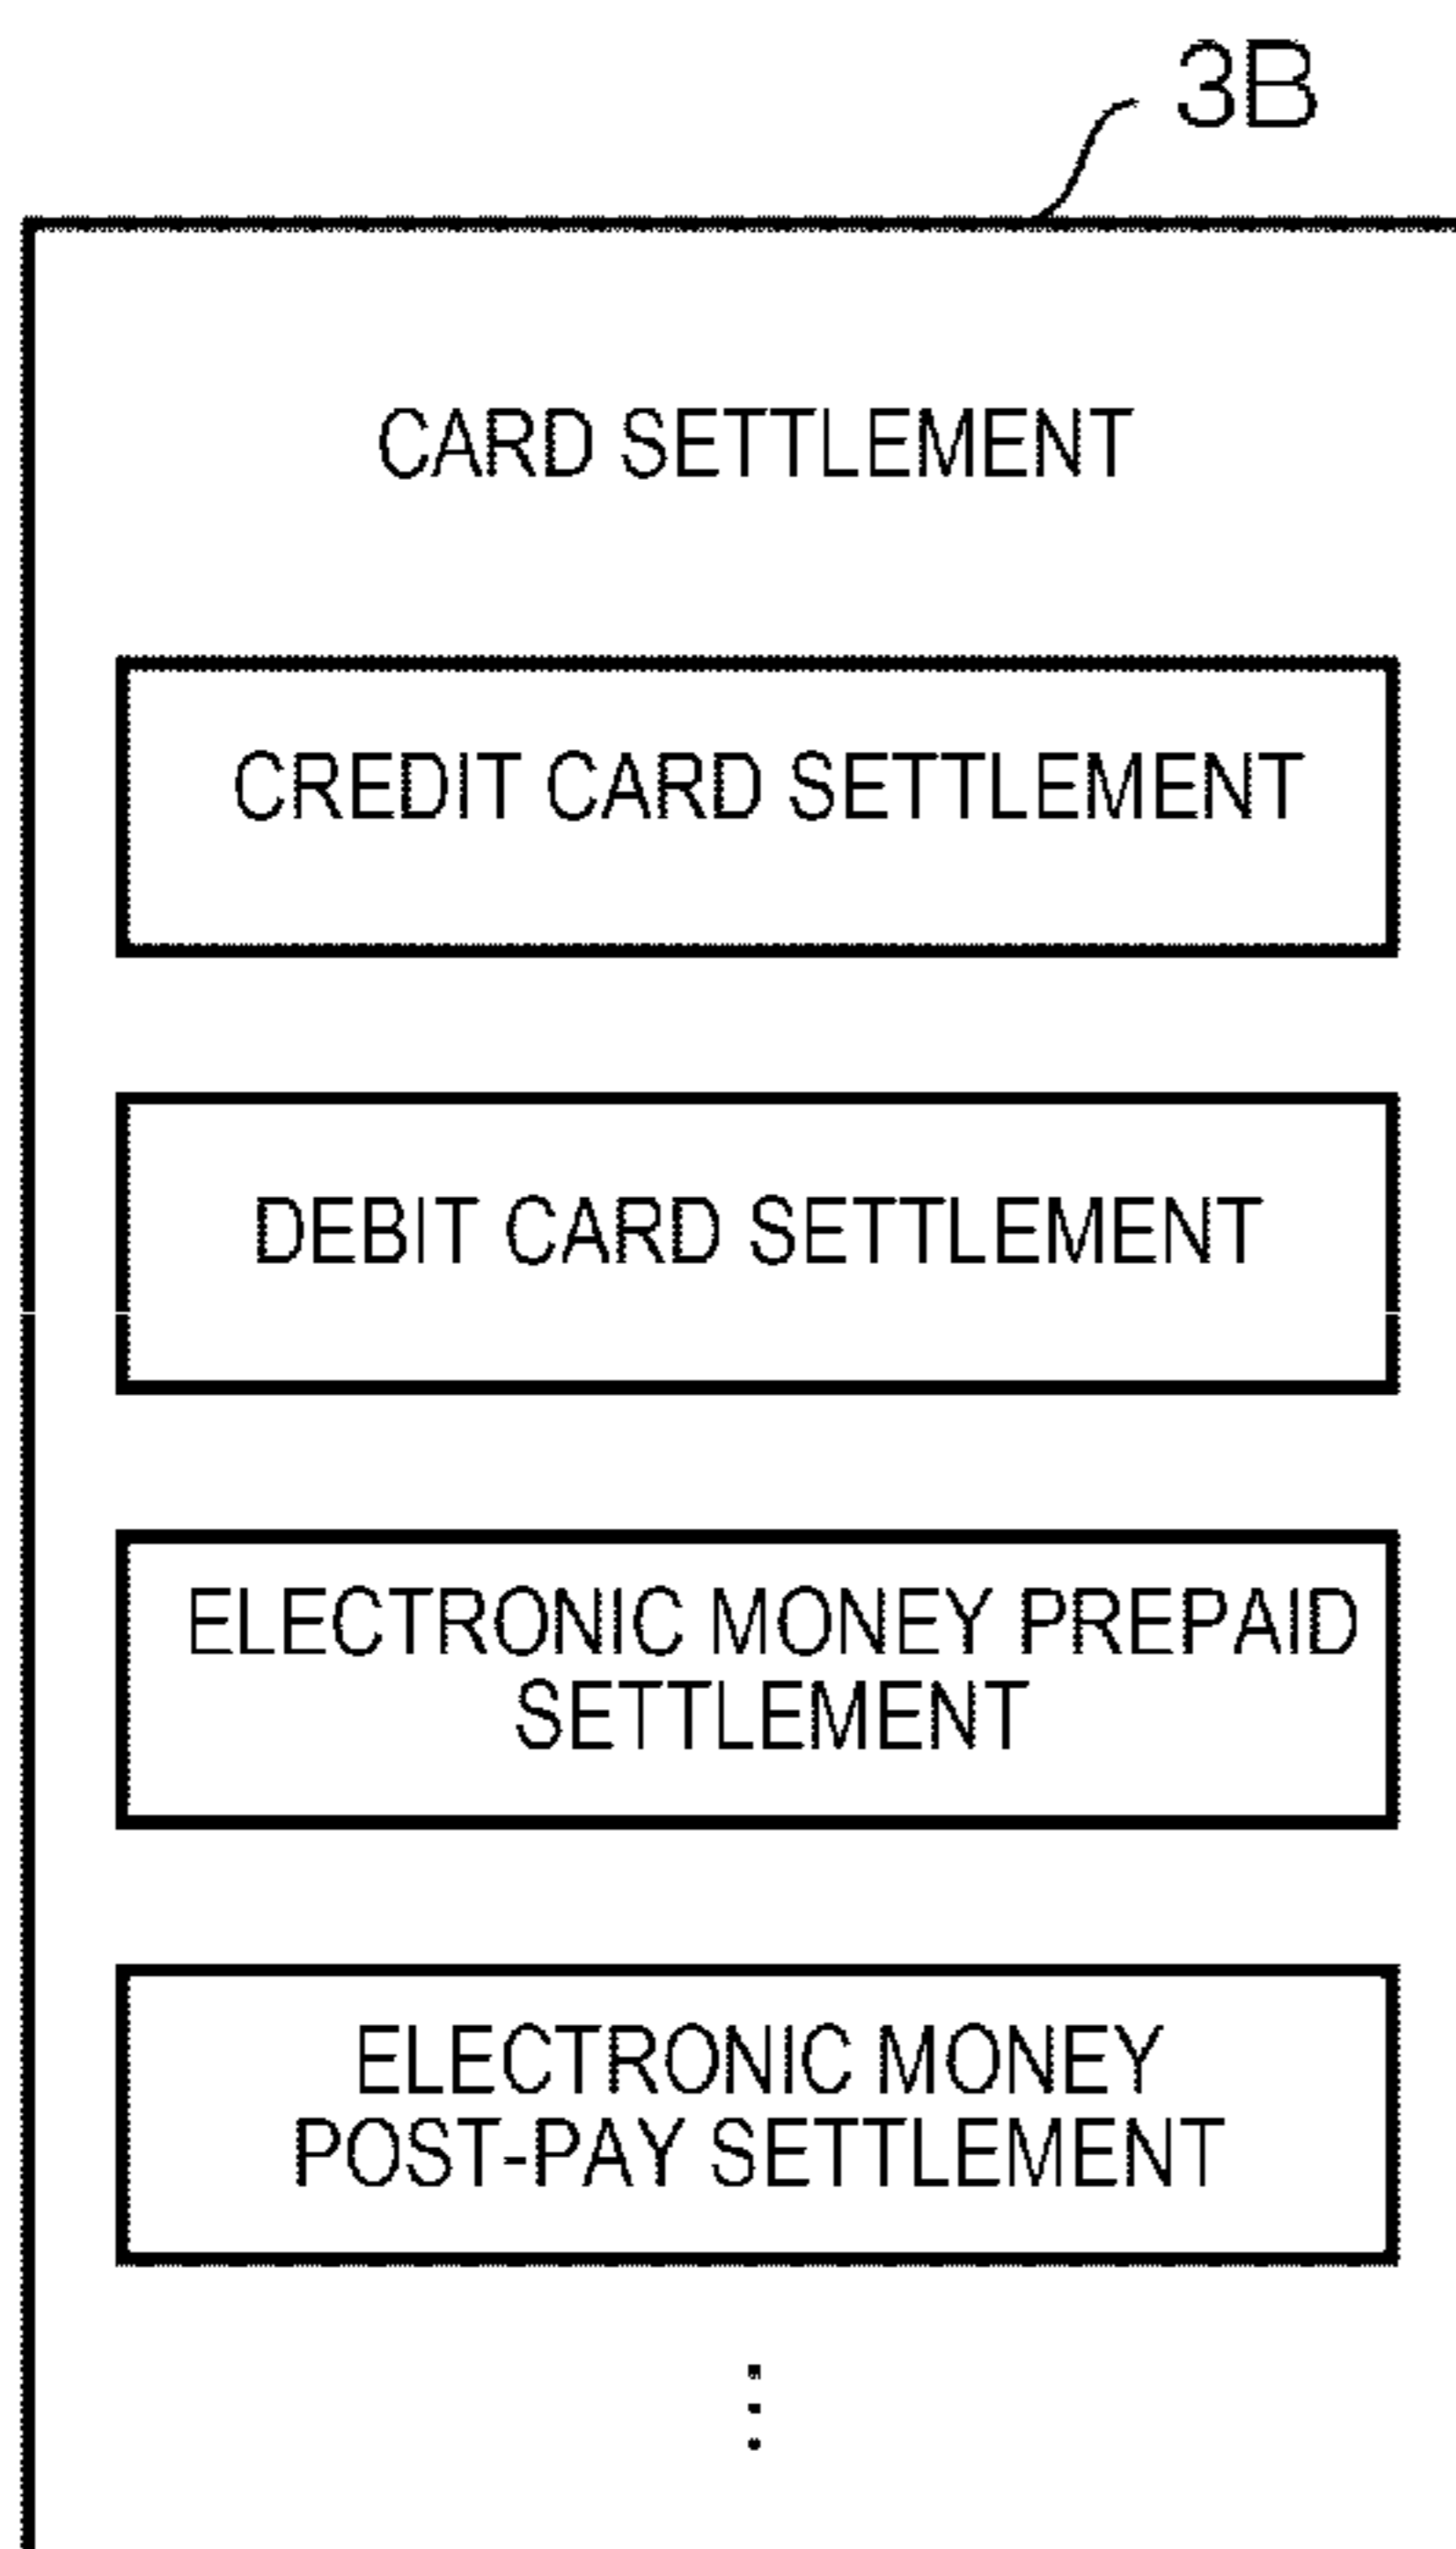 3B
CARD SETTLEMENT
CREDIT CARD SETTLEMENT
DEBIT CARD SETTLEMENT
ELECTRONIC MONEY PREPAID
SETTLEMENT
ELECTRONIC MONEY
POST-PAY SETTLEMENT